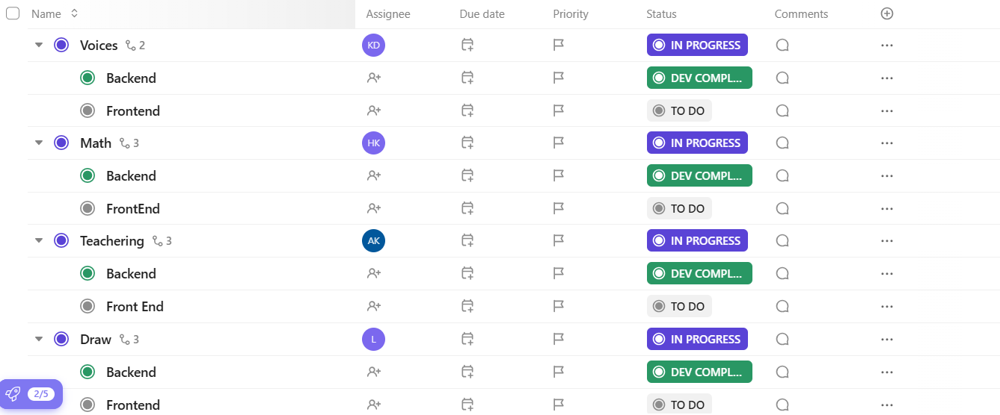 Name Assignee Due date Priority Status Comments
Voices 2 KD IN PROGRESS
Backend DEV COMPL...
Frontend TO DO
Math 3 HK IN PROGRESS
Backend DEV COMPL...
FrontEnd TO DO
Teachering 3 AK IN PROGRESS
Backend DEV COMPL...
Front End TO DO
Draw 3 L IN PROGRESS
Backend DEV COMPL...
2/5
Frontend TO DO